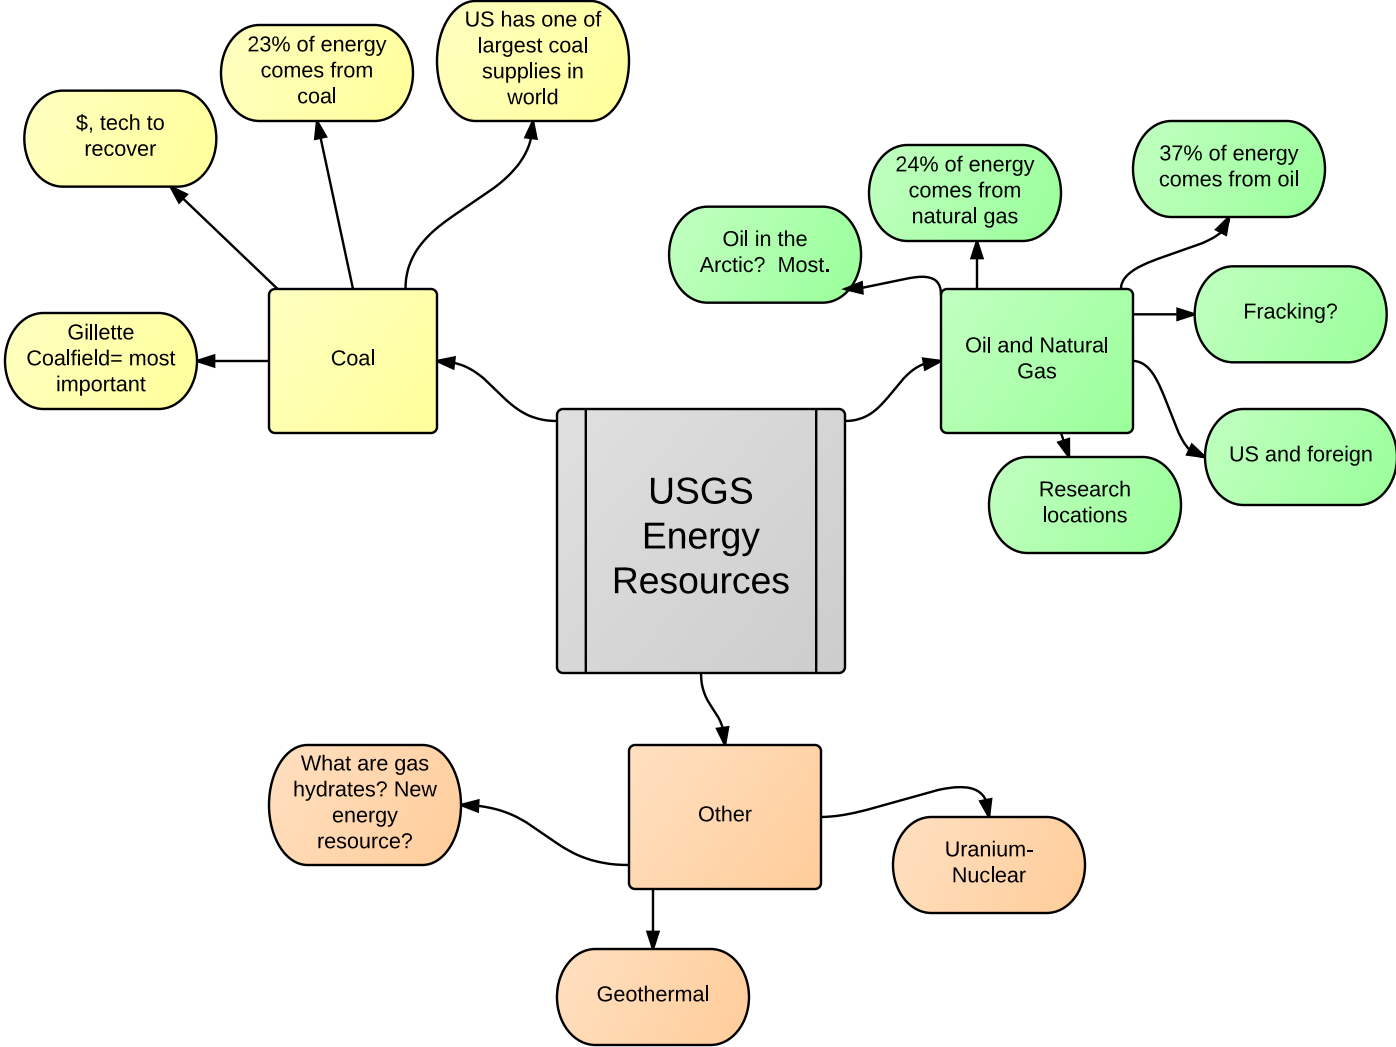 US has one of
largest coal
supplies in
world
23% of energy
comes from
coal
$, tech to
recover
Gillette
Coalfield= most
important
Coal
37% of energy
comes from oil
24% of energy
comes from
natural gas
Oil in the
Arctic?  Most.
Fracking?
Oil and Natural
Gas
US and foreign
Research
locations
USGS
Energy
Resources
What are gas
hydrates? New
energy
resource?
Other
Uranium-
Nuclear
Geothermal